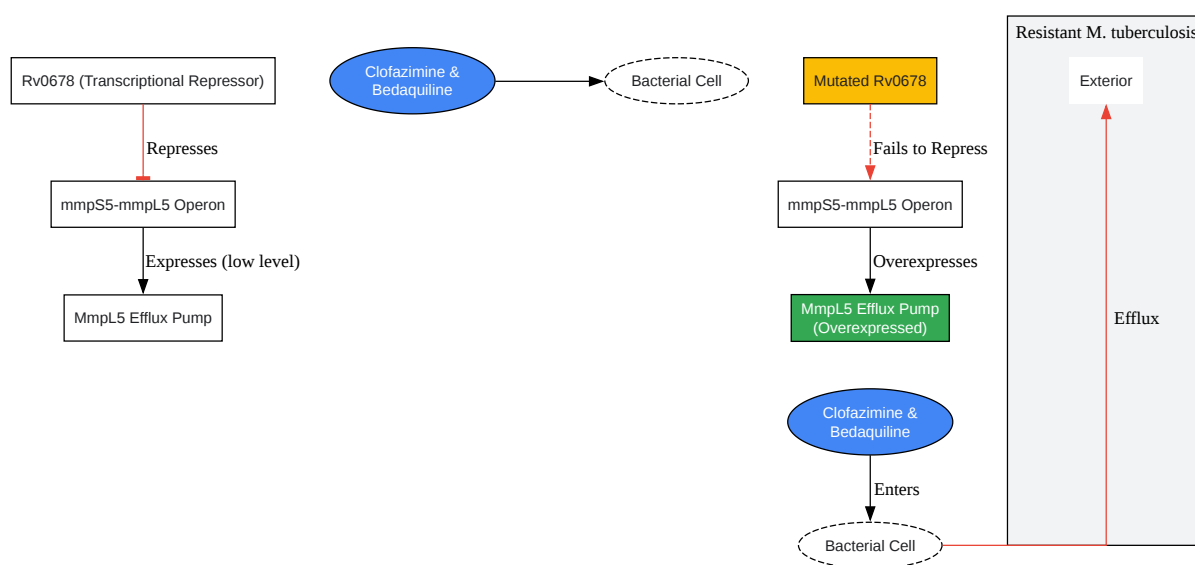 Resistant M. tuberculosis
Rv0678 (Transcriptional Repressor)
Clofazimine &
Bedaquiline
Bacterial Cell
Mutated Rv0678
Exterior
Represses
Fails to Repress
mmpS5-mmpL5 Operon
mmpS5-mmpL5 Operon
Expresses (low level)
Overexpresses
MmpL5 Efflux Pump
MmpL5 Efflux Pump
(Overexpressed)
Efflux
Clofazimine &
Bedaquiline
Enters
Bacterial Cell